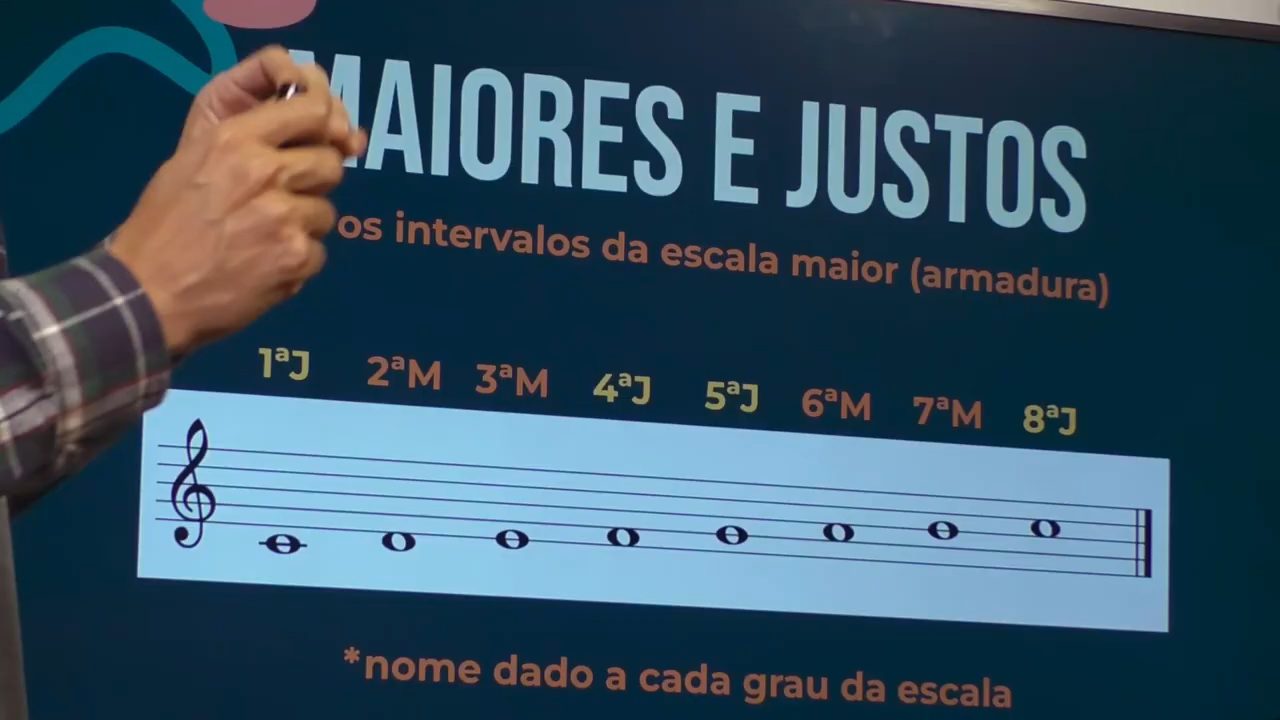 MAIORES E JUSTOS
os intervalos da escala maior (armadura)
1ªJ 2ªM 3ªM 4ªJ 5ªJ 6ªM 7ªM 8ªJ
*nome dado a cada grau da escala